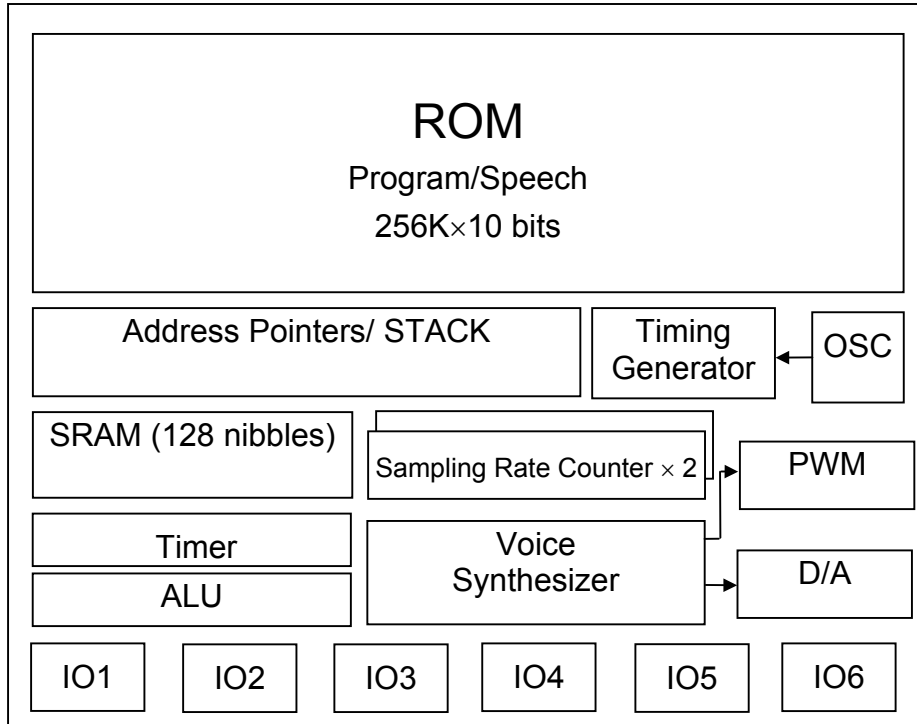 ROM
Program/Speech
256K×10 bits
Address Pointers/ STACK
Timing
Generator
OSC
SRAM (128 nibbles)
Sampling Rate Counter × 2
PWM
Timer
Voice
Synthesizer
D/A
ALU
IO1
IO2
IO3
IO4
IO5
IO6